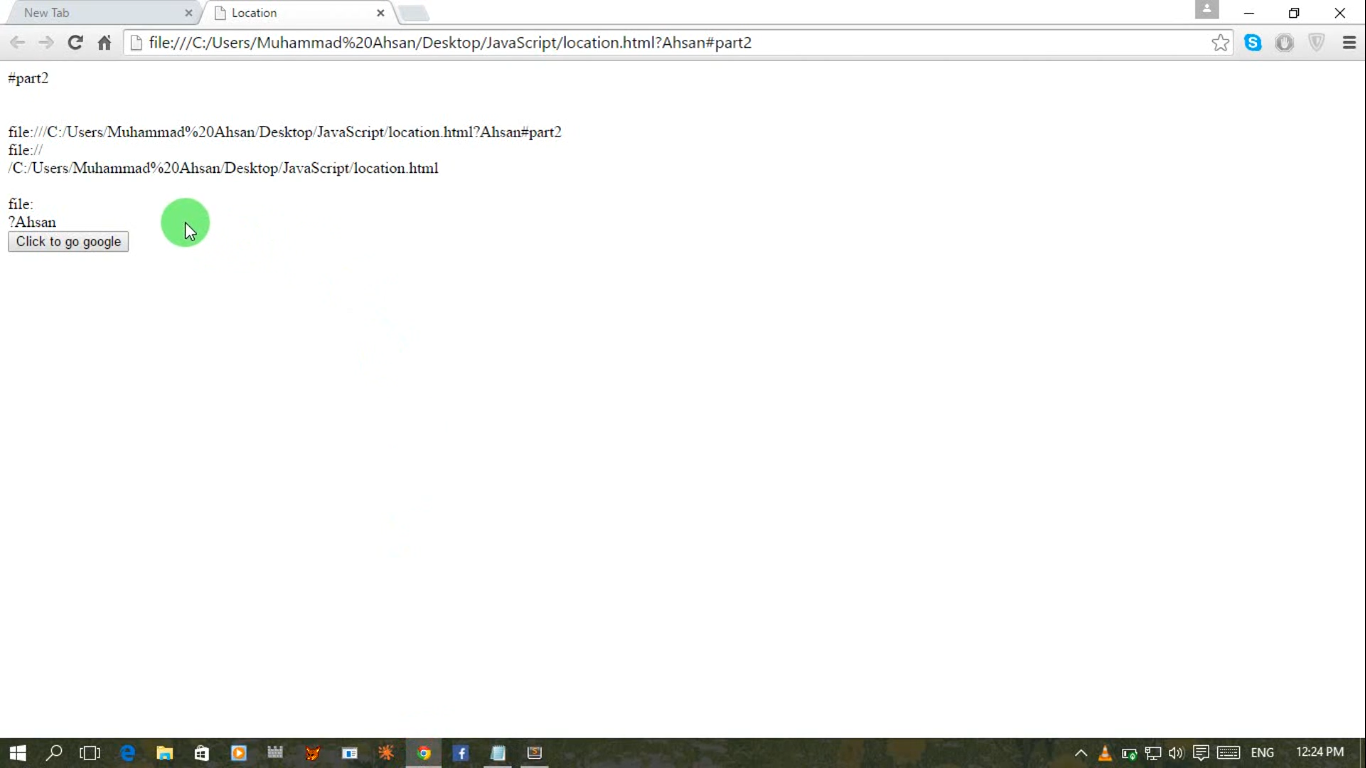 New Tab
Location
file:///C:/Users/Muhammad%20Ahsan/Desktop/JavaScript/location.html?Ahsan#part2
#part2
file:///C:/Users/Muhammad%20Ahsan/Desktop/JavaScript/location.html?Ahsan#part2
file://
/C:/Users/Muhammad%20Ahsan/Desktop/JavaScript/location.html
file:
?Ahsan
Click to go google
ENG
12:24 PM